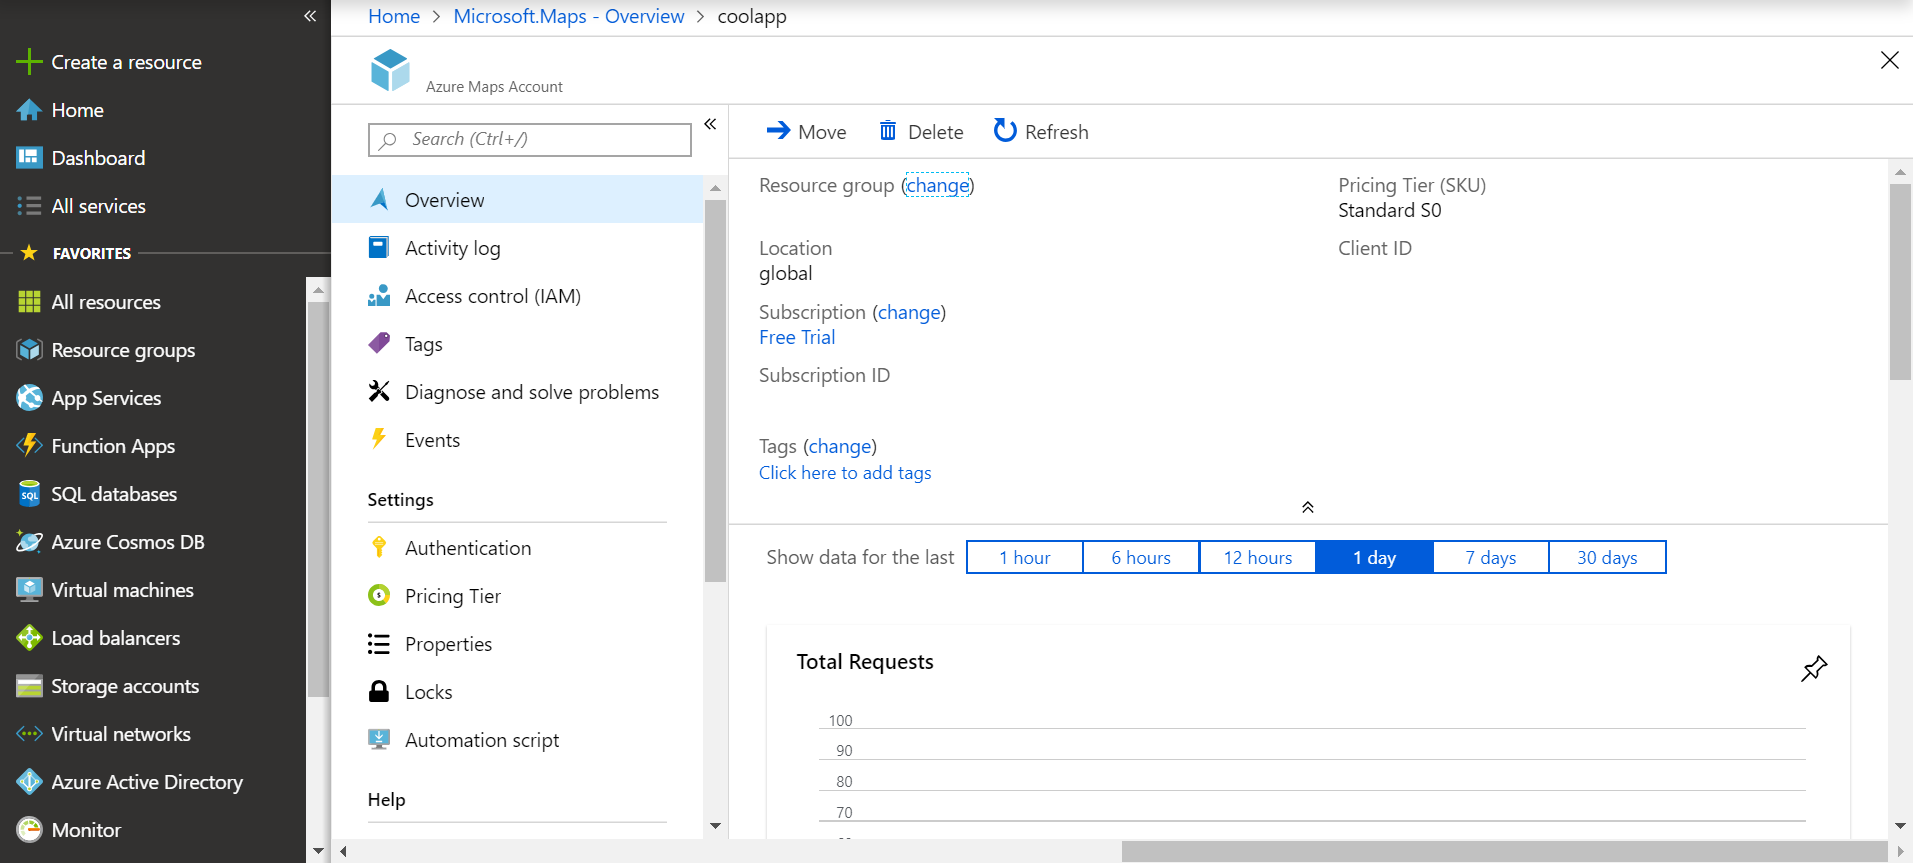 Home > Microsoft.Maps - Overview > coolapp
Azure Maps Account
Create a resource
Home
Dashboard
All services
FAVORITES
All resources
Resource groups
App Services
Function Apps
SQL databases
Azure Cosmos DB
Virtual machines
Load balancers
Storage accounts
Virtual networks
Azure Active Directory
Monitor
Search (Ctrl+/)
Overview
Activity log
Access control (IAM)
Tags
Diagnose and solve problems
Events
Settings
Authentication
Pricing Tier
Properties
Locks
Automation script
Help
Move Delete Refresh
Resource group (change)
Location
global
Subscription (change)
Free Trial
Subscription ID
Tags (change)
Click here to add tags
Pricing Tier (SKU)
Standard S0
Client ID
Show data for the last 1 hour 6 hours 12 hours 1 day 7 days 30 days
Total Requests
100
90
80
70